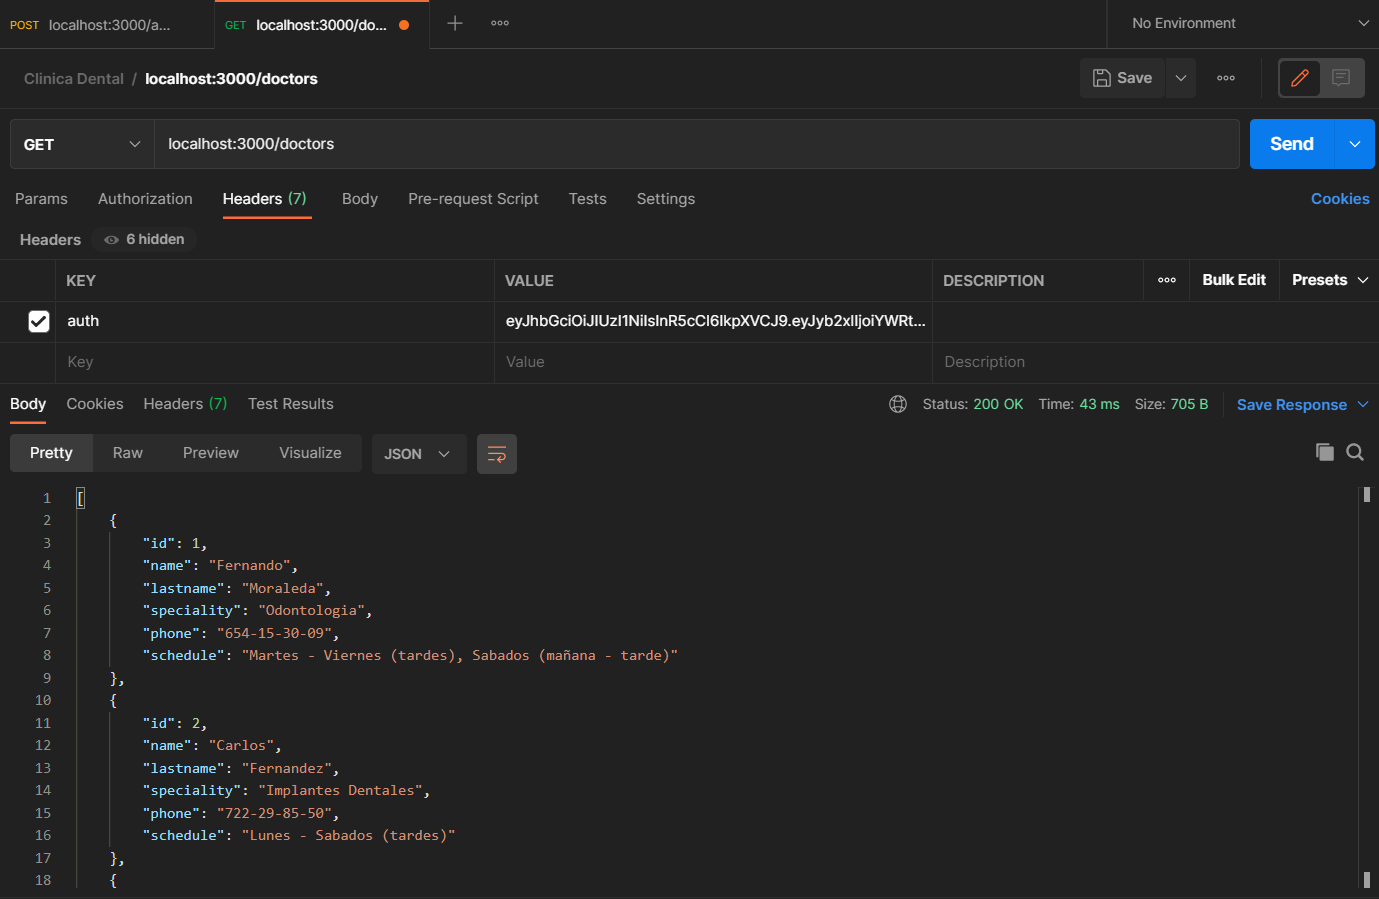 POST localhost:3000/a... GET localhost:3000/do... No Environment
Clinica Dental / localhost:3000/doctors Save
GET localhost:3000/doctors Send
Params Authorization Headers (7) Body Pre-request Script Tests Settings Cookies
Headers 6 hidden
KEY VALUE DESCRIPTION Bulk Edit Presets
auth eyJhbGciOiJIUzI1NiIsInR5cCI6IkpXVCJ9.eyJyb2xlIjoiYWRt...
Key Value Description
Body Cookies Headers (7) Test Results Status: 200 OK Time: 43 ms Size: 705 B Save Response
Pretty Raw Preview Visualize JSON
1 [
2 {
3 "id": 1,
4 "name": "Fernando",
5 "lastname": "Moraleda",
6 "speciality": "Odontologia",
7 "phone": "654-15-30-09",
8 "schedule": "Martes - Viernes (tardes), Sabados (mañana - tarde)"
9 },
10 {
11 "id": 2,
12 "name": "Carlos",
13 "lastname": "Fernandez",
14 "speciality": "Implantes Dentales",
15 "phone": "722-29-85-50",
16 "schedule": "Lunes - Sabados (tardes)"
17 },
18 {